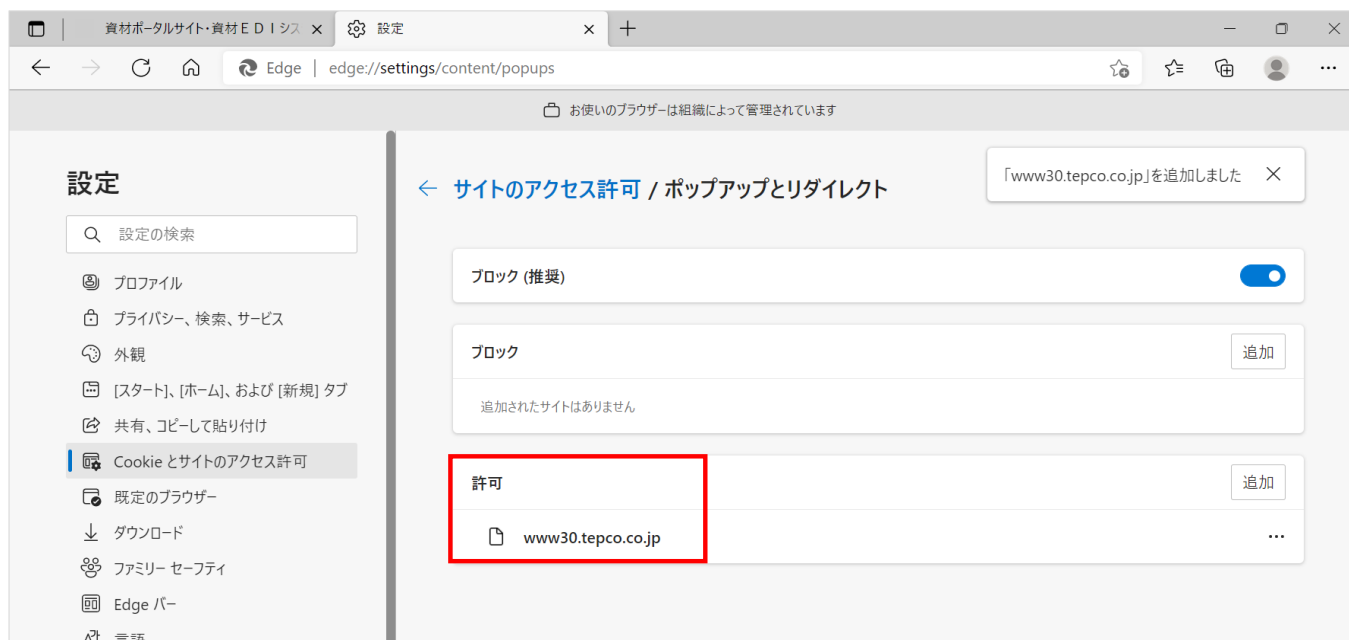 資材ポータルサイト・資材ＥＤＩシス
設定
Edge | edge://settings/content/popups
お使いのブラウザーは組織によって管理されています
設定
設定の検索
プロファイル
プライバシー、検索、サービス
外観
[スタート]、[ホーム]、および [新規] タブ
共有、コピーして貼り付け
Cookie とサイトのアクセス許可
既定のブラウザー
ダウンロード
ファミリー セーフティ
Edge バー
言語
サイトのアクセス許可 / ポップアップとリダイレクト
「www30.tepco.co.jp」を追加しました
ブロック (推奨)
ブロック
追加
追加されたサイトはありません
許可
追加
www30.tepco.co.jp